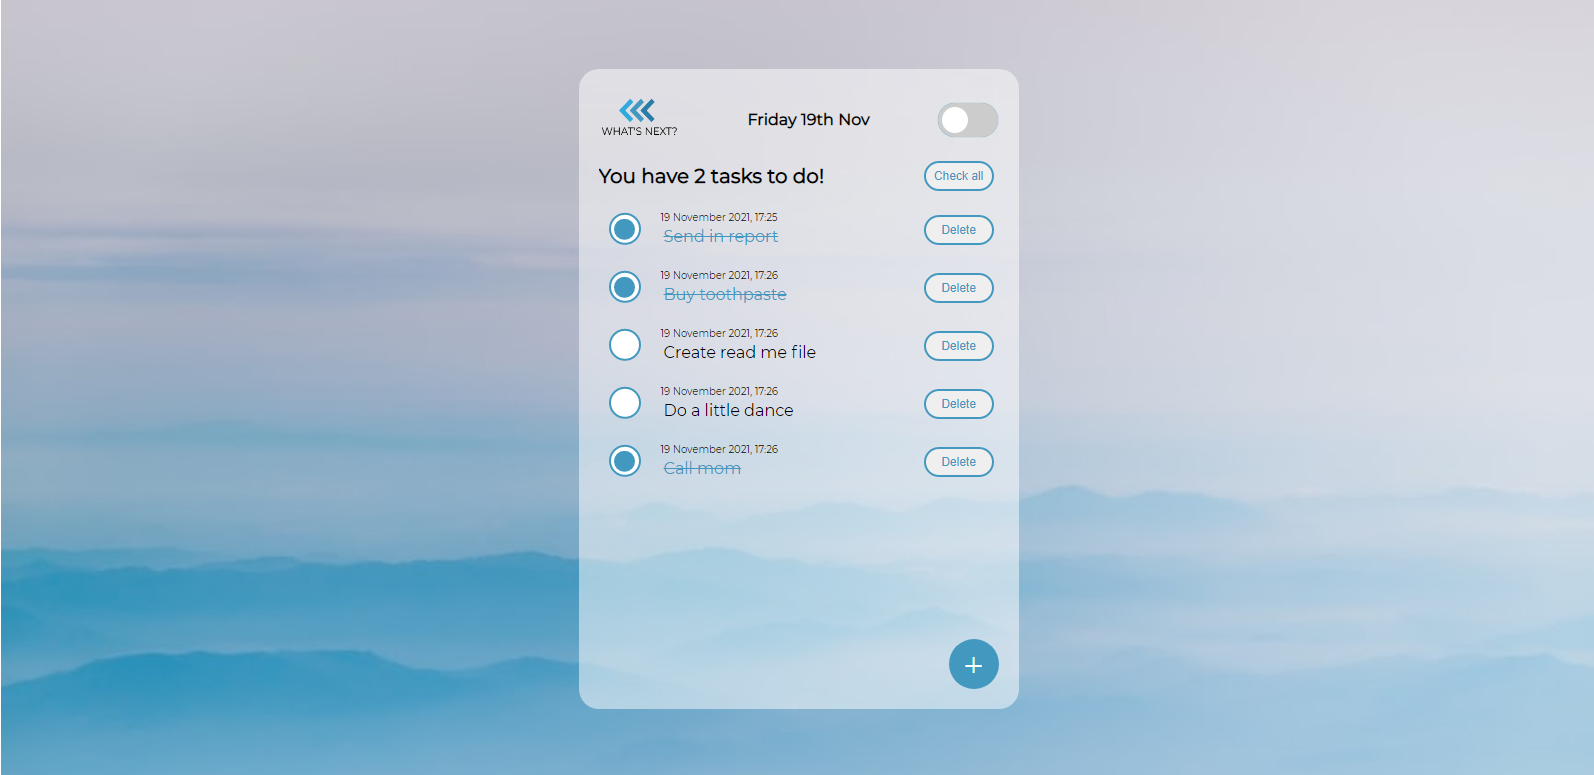 WHAT'S NEXT?
Friday 19th Nov
You have 2 tasks to do!
Check all
19 November 2021, 17:25
Send in report
Delete
19 November 2021, 17:26
Buy toothpaste
Delete
19 November 2021, 17:26
Create read me file
Delete
19 November 2021, 17:26
Do a little dance
Delete
19 November 2021, 17:26
Call mom
Delete
+